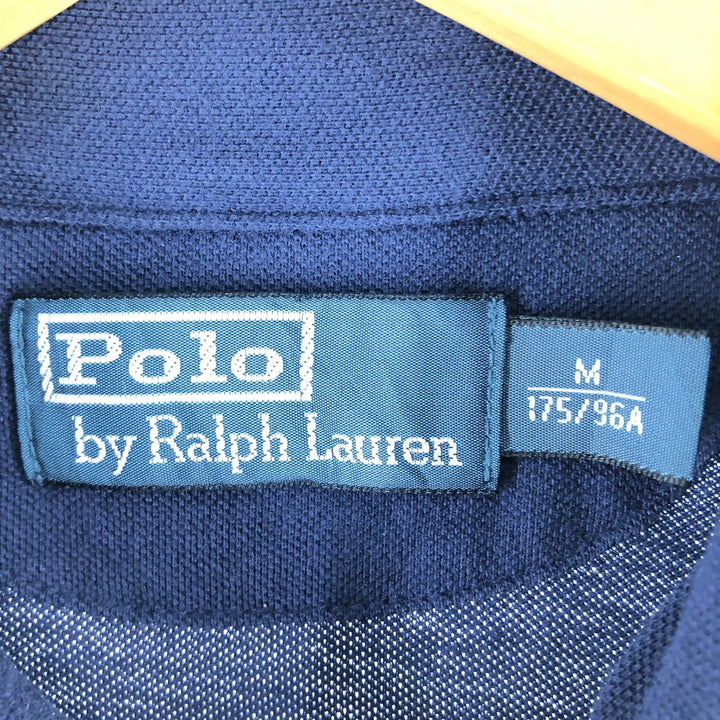 Polo
by Ralph Lauren
M
175/96A